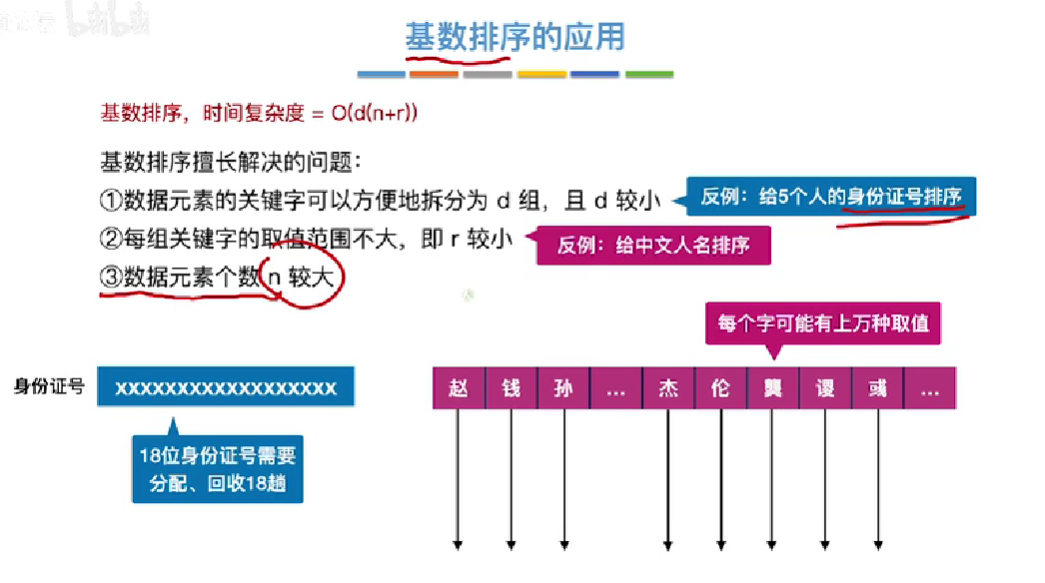 基数排序的应用
基数排序，时间复杂度 = O(d(n+r))
基数排序擅长解决的问题：
①数据元素的关键字可以方便地拆分为 d 组，且 d 较小
反例：给5个人的身份证号排序
②每组关键字的取值范围不大，即 r 较小
反例：给中文人名排序
③数据元素个数 n 较大
每个字可能有上万种取值
身份证号
xxxxxxxxxxxxxxxxxx
赵 钱 孙 … 杰 伦 龑 谡 彧 …
18位身份证号需要
分配、回收18趟